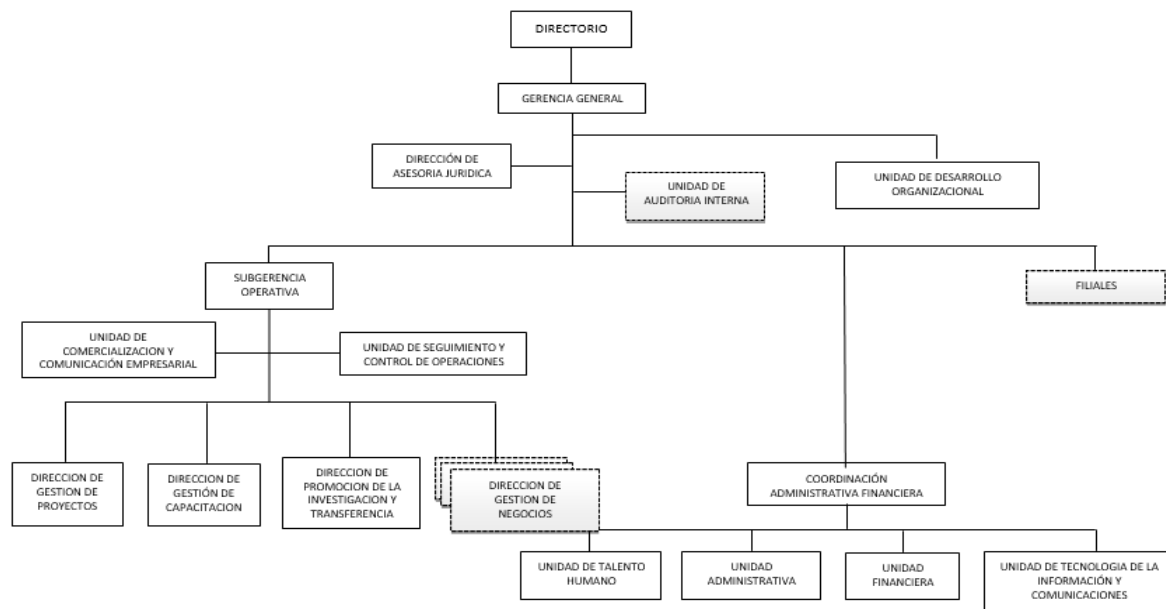 DIRECTORIO
GERENCIA GENERAL
DIRECCIÓN DE
ASESORIA JURIDICA
UNIDAD DE
AUDITORIA INTERNA
UNIDAD DE DESARROLLO
ORGANIZACIONAL
SUBGERENCIA
OPERATIVA
FILIALES
UNIDAD DE
COMERCIALIZACION Y
COMUNICACIÓN EMPRESARIAL
UNIDAD DE SEGUIMIENTO Y
CONTROL DE OPERACIONES
DIRECCION DE
GESTION DE
PROYECTOS
DIRECCION DE
GESTIÓN DE
CAPACITACION
DIRECCION DE
PROMOCION DE LA
INVESTIGACION Y
TRANSFERENCIA
DIRECCION DE
GESTION DE
NEGOCIOS
COORDINACIÓN
ADMINISTRATIVA FINANCIERA
UNIDAD DE TALENTO
HUMANO
UNIDAD
ADMINISTRATIVA
UNIDAD
FINANCIERA
UNIDAD DE TECNOLOGIA DE LA
INFORMACIÓN Y
COMUNICACIONES